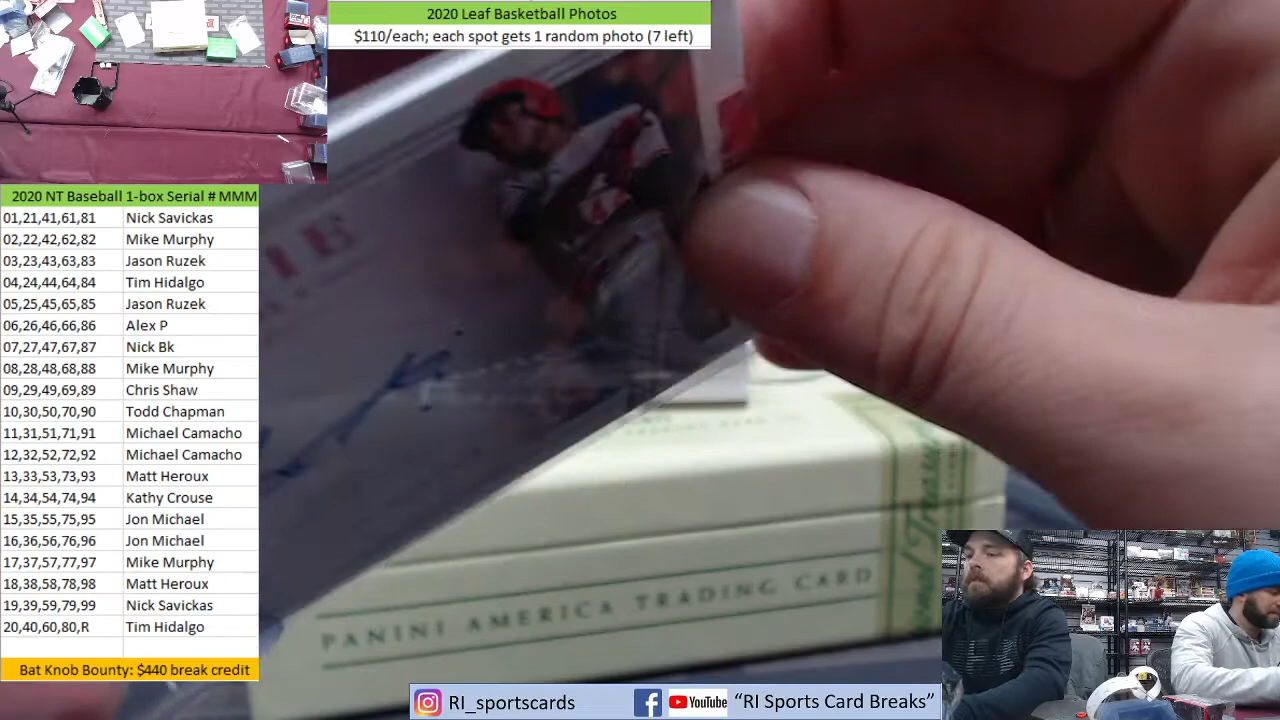 2020 Leaf Basketball Photos
$110/each; each spot gets 1 random photo (7 left)
2020 NT Baseball 1-box Serial # MMM
01,21,41,61,81 Nick Savickas
02,22,42,62,82 Mike Murphy
03,23,43,63,83 Jason Ruzek
04,24,44,64,84 Tim Hidalgo
05,25,45,65,85 Jason Ruzek
06,26,46,66,86 Alex P
07,27,47,67,87 Nick Bk
08,28,48,68,88 Mike Murphy
09,29,49,69,89 Chris Shaw
10,30,50,70,90 Todd Chapman
11,31,51,71,91 Michael Camacho
12,32,52,72,92 Michael Camacho
13,33,53,73,93 Matt Heroux
14,34,54,74,94 Kathy Crouse
15,35,55,75,95 Jon Michael
16,36,56,76,96 Jon Michael
17,37,57,77,97 Mike Murphy
18,38,58,78,98 Matt Heroux
19,39,59,79,99 Nick Savickas
20,40,60,80,R Tim Hidalgo
Bat Knob Bounty: $440 break credit
PANINI AMERICA TRADING CARD
RI_sportscards
YouTube "RI Sports Card Breaks"